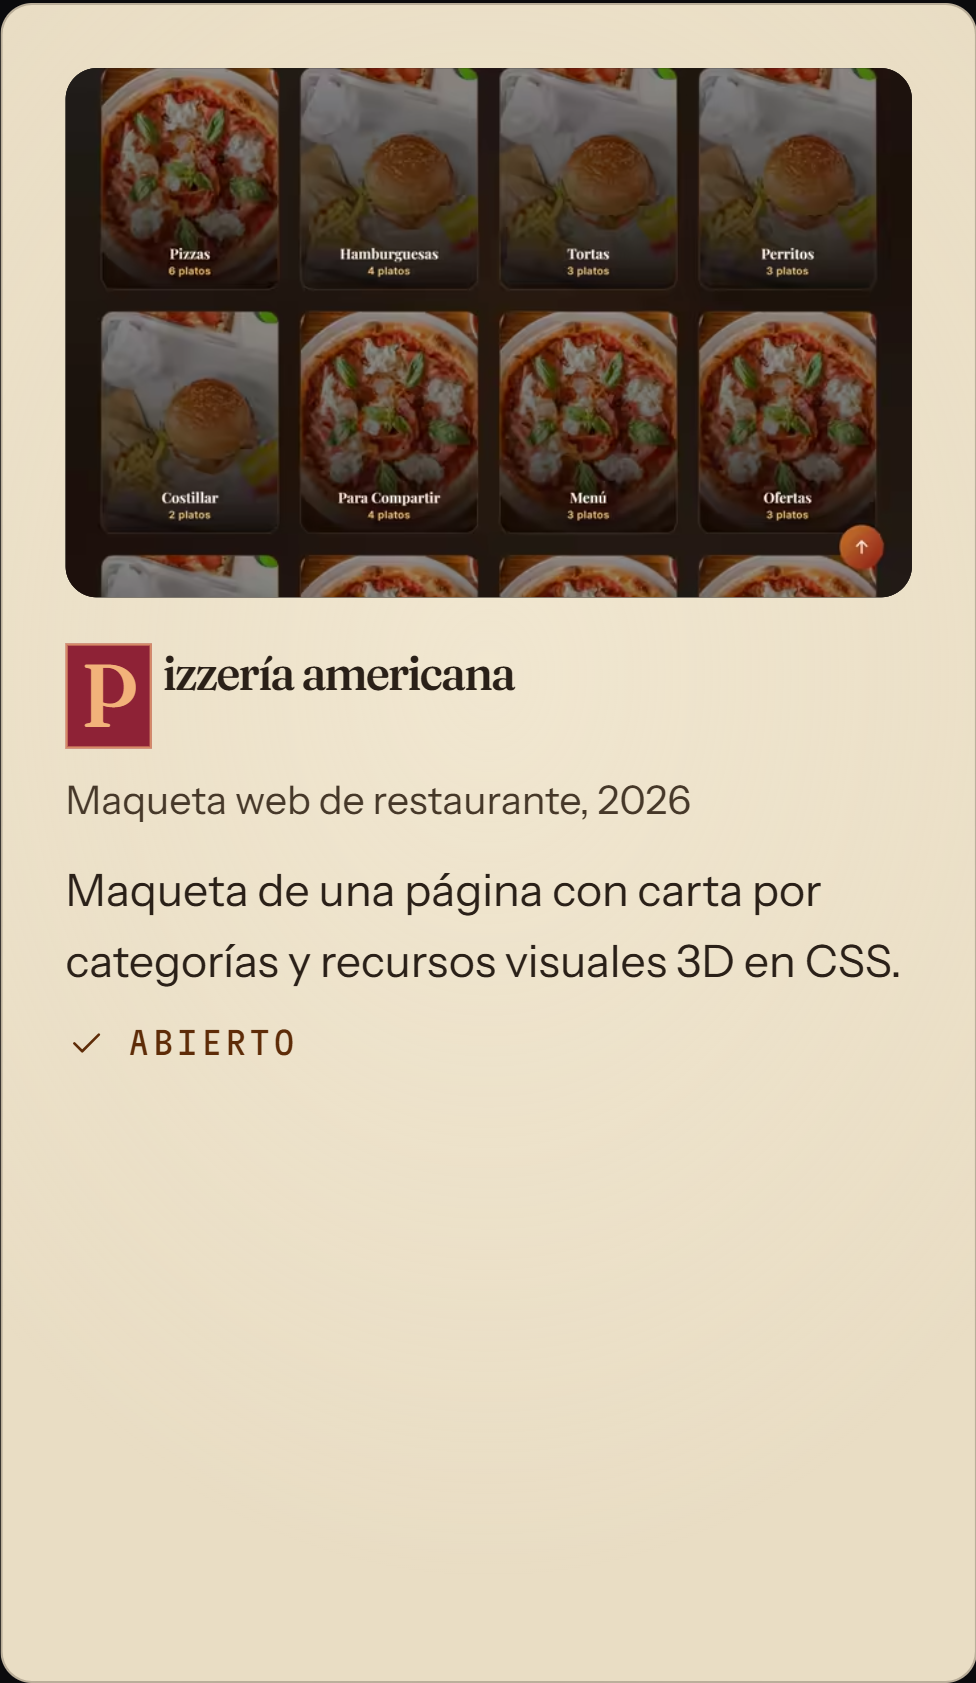 Pizzas
6 platos
Hamburguesas
4 platos
Tortas
3 platos
Perritos
3 platos
Costillar
2 platos
Para Compartir
4 platos
Menú
3 platos
Ofertas
3 platos
Pizzería americana
Maqueta web de restaurante, 2026
Maqueta de una página con carta por
categorías y recursos visuales 3D en CSS.
ABIERTO